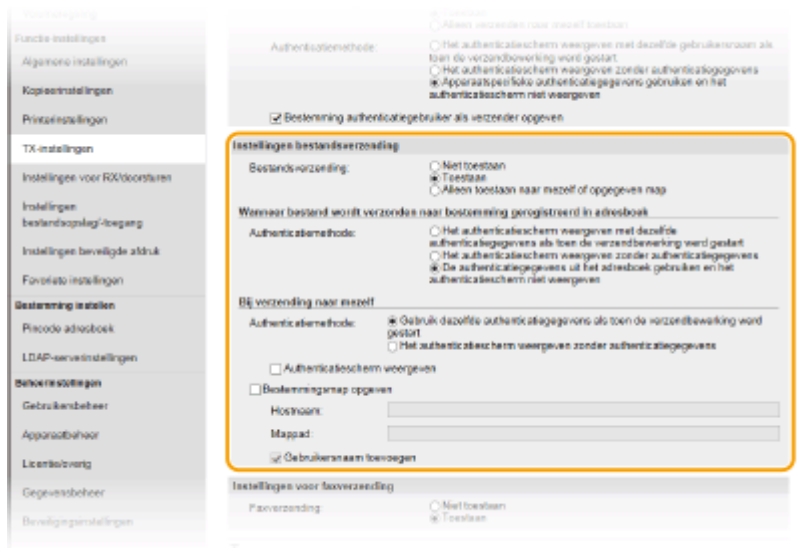 Functie-instellingen
Algemene instellingen
Kopieerinstellingen
Printerinstellingen
TX-instellingen
Instellingen voor RX/doorsturen
Instellingen
bestandsopslag/-toegang
Instellingen beveiligde afdruk
Favoriete instellingen
Bestemming instellen
Pincode adresboek
LDAP-serverinstellingen
Beheerinstellingen
Gebruikersbeheer
Apparaatbeheer
Licentie/overig
Gegevensbeheer
Beveiligingsinstellingen
Toestaan
Alleen verzenden naar mezelf toestaan
Authenticatiemethode:
Het authenticatiescherm weergeven met dezelfde gebruikersnaam als
toen de verzendbewerking werd gestart
Het authenticatiescherm weergeven zonder authenticatiegegevens
Apparaatspecifieke authenticatiegegevens gebruiken en het
authenticatiescherm niet weergeven
Bestemming authenticatiegebruiker als verzender opgeven
Instellingen bestandsverzending
Bestandsverzending:
Niet toestaan
Toestaan
Alleen toestaan naar mezelf of opgegeven map
Wanneer bestand wordt verzonden naar bestemming geregistreerd in adresboek
Authenticatiemethode:
Het authenticatiescherm weergeven met dezelfde
authenticatiegegevens als toen de verzendbewerking werd gestart
Het authenticatiescherm weergeven zonder authenticatiegegevens
De authenticatiegegevens uit het adresboek gebruiken en het
authenticatiescherm niet weergeven
Bij verzending naar mezelf
Authenticatiemethode:
Gebruik dezelfde authenticatiegegevens als toen de verzendbewerking werd
gestart
Het authenticatiescherm weergeven zonder authenticatiegegevens
Authenticatiescherm weergeven
Bestemmingsmap opgeven
Hostnaam:
Mappad:
Gebruikersnaam toevoegen
Instellingen voor faxverzending
Faxverzending:
Niet toestaan
Toestaan